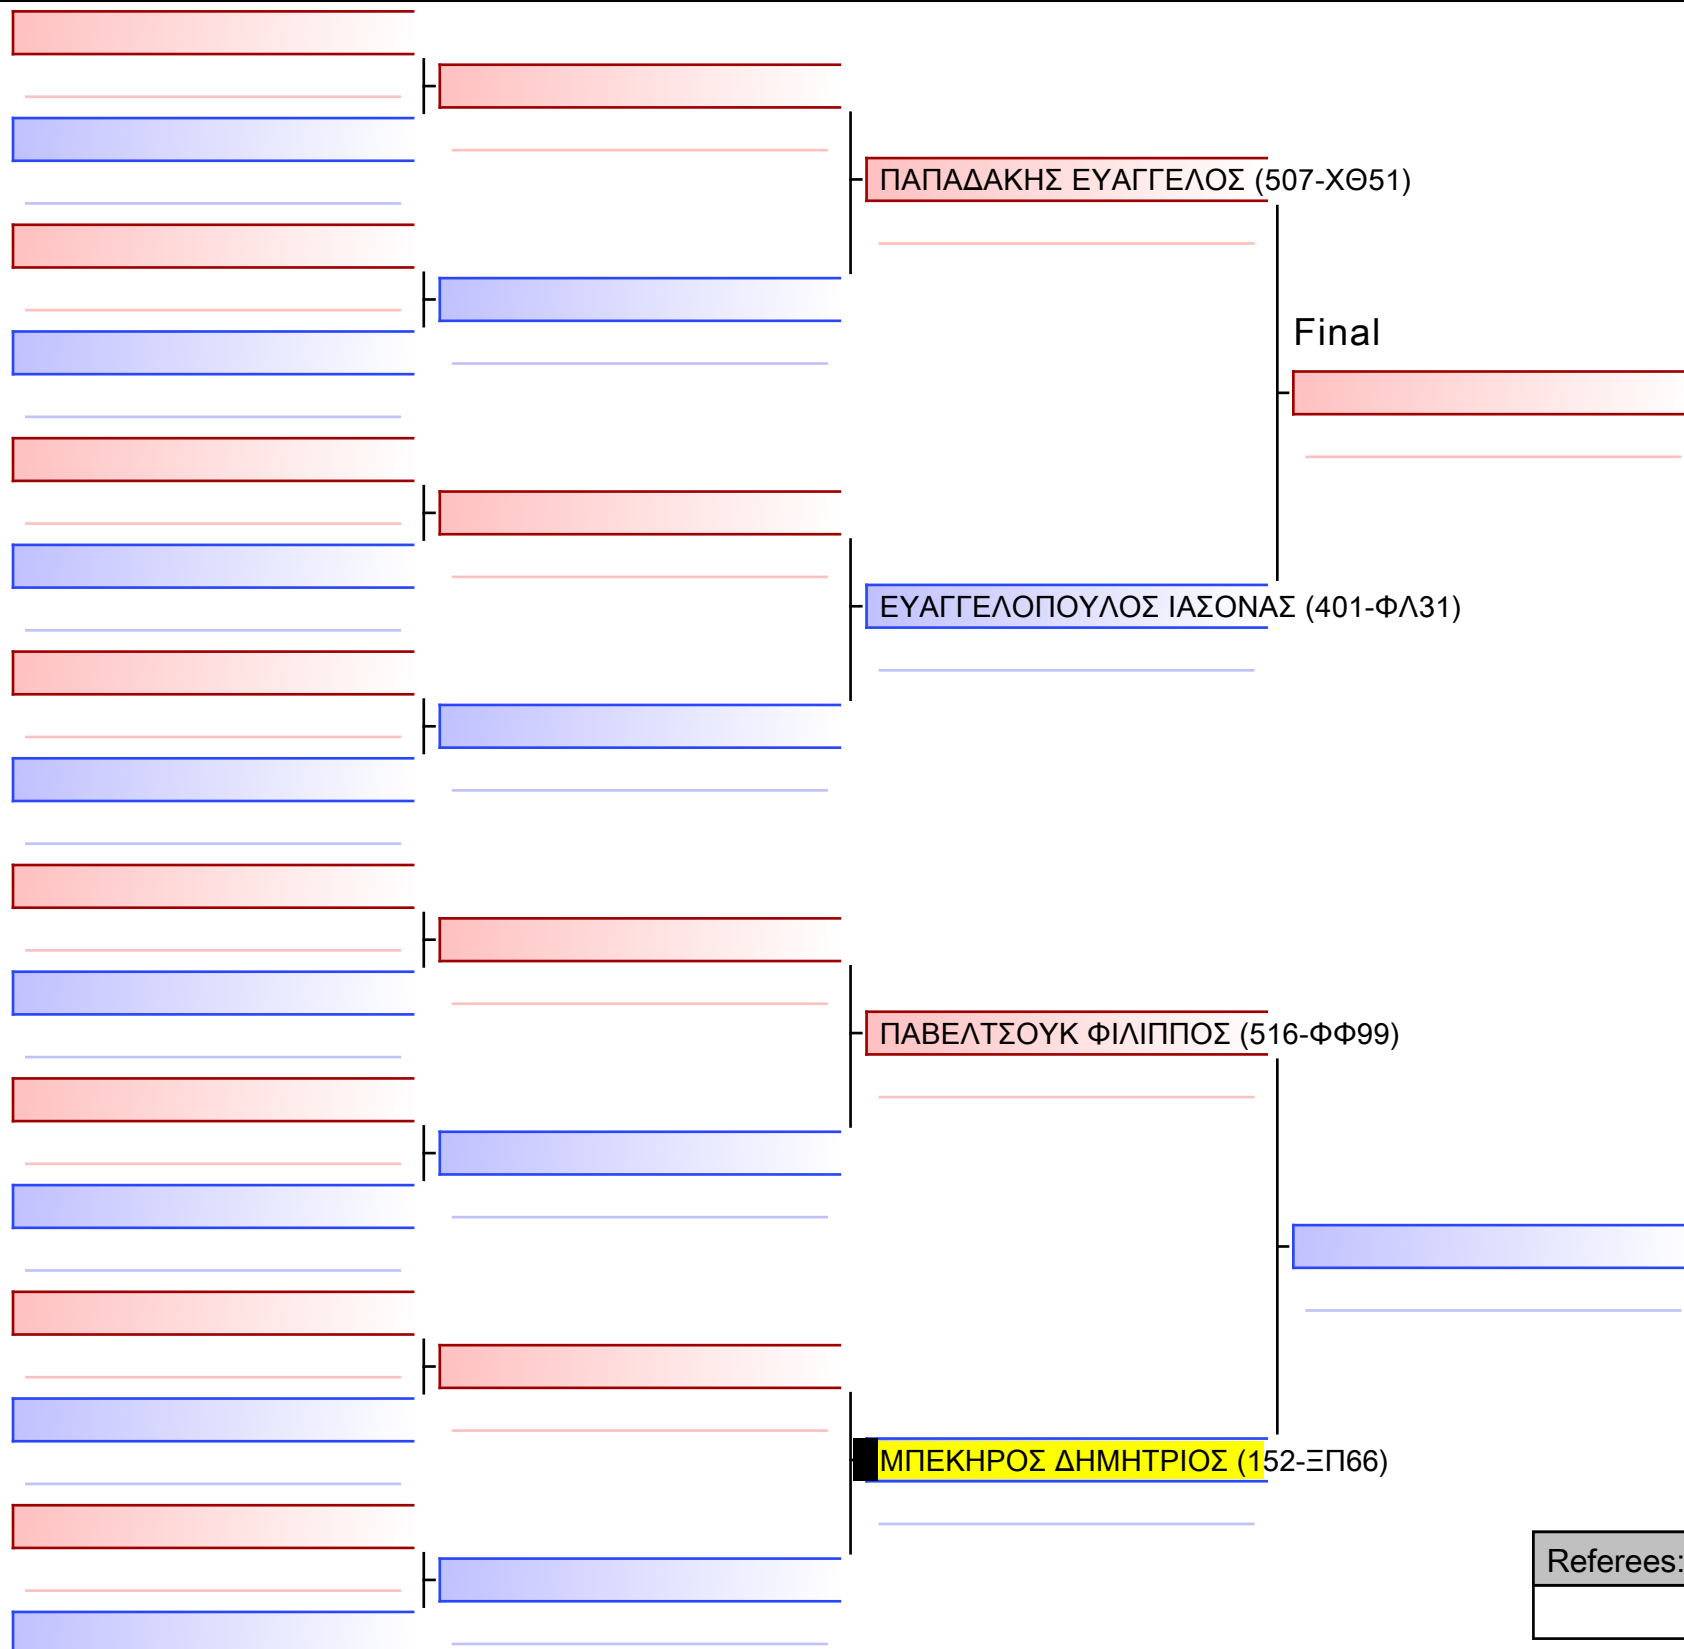 ΠΑΠΑΔΑΚΗΣ ΕΥΑΓΓΕΛΟΣ (507-ΧΘ51)
Final
ΕΥΑΓΓΕΛΟΠΟΥΛΟΣ ΙΑΣΟΝΑΣ (401-ΦΛ31)
ΠΑΒΕΛΤΣΟΥΚ ΦΙΛΙΠΠΟΣ (516-ΦΦ99)
ΜΠΕΚΗΡΟΣ ΔΗΜΗΤΡΙΟΣ (152-ΞΠ66)
Referees: